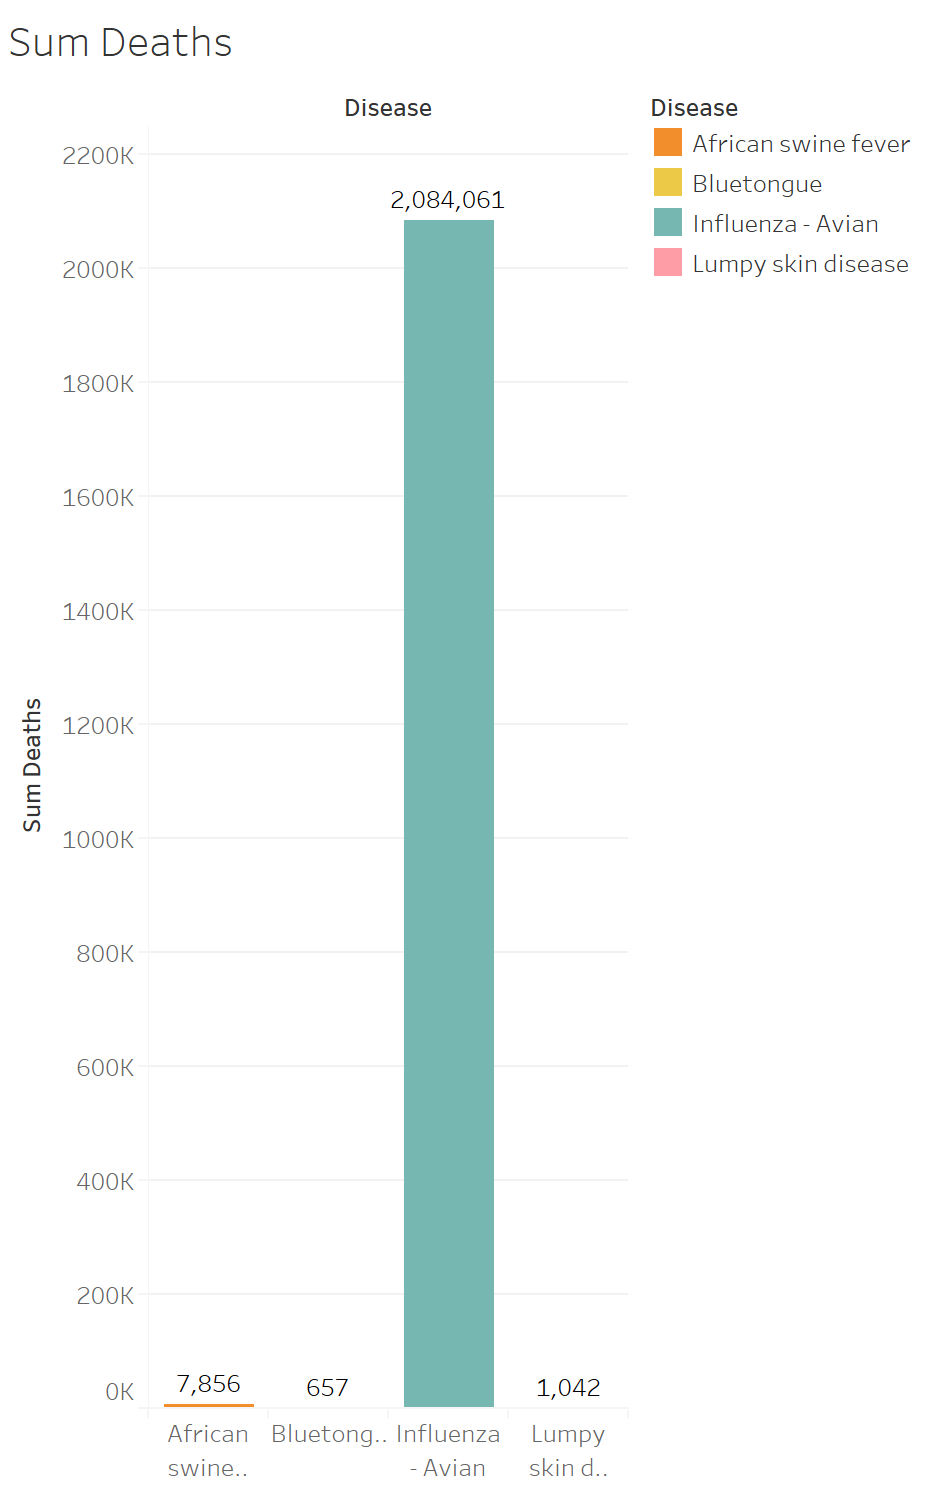 Sum Deaths
Disease
Disease
African swine fever
Bluetongue
Influenza - Avian
Lumpy skin disease
Sum Deaths
2200K
2000K
1800K
1600K
1400K
1200K
1000K
800K
600K
400K
200K
0K
2,084,061
7,856
657
1,042
African
swine..
Bluetong..
Influenza
- Avian
Lumpy
skin d..